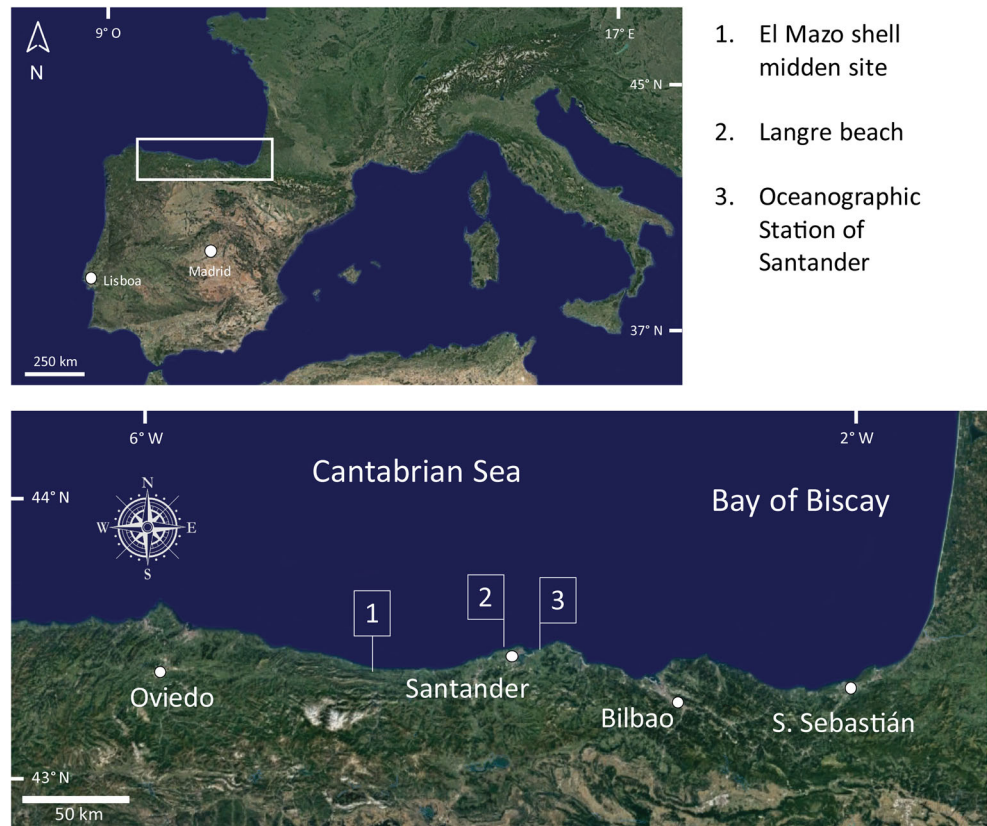 9° O
17° E
N
45° N
Lisboa
Madrid
37° N
250 km
1. El Mazo shell
midden site
2. Langre beach
3. Oceanographic
Station of
Santander
6° W
2° W
Cantabrian Sea
44° N
Bay of Biscay
N
W E
S
1
2
3
Oviedo
Santander
Bilbao
S. Sebastián
43° N
50 km